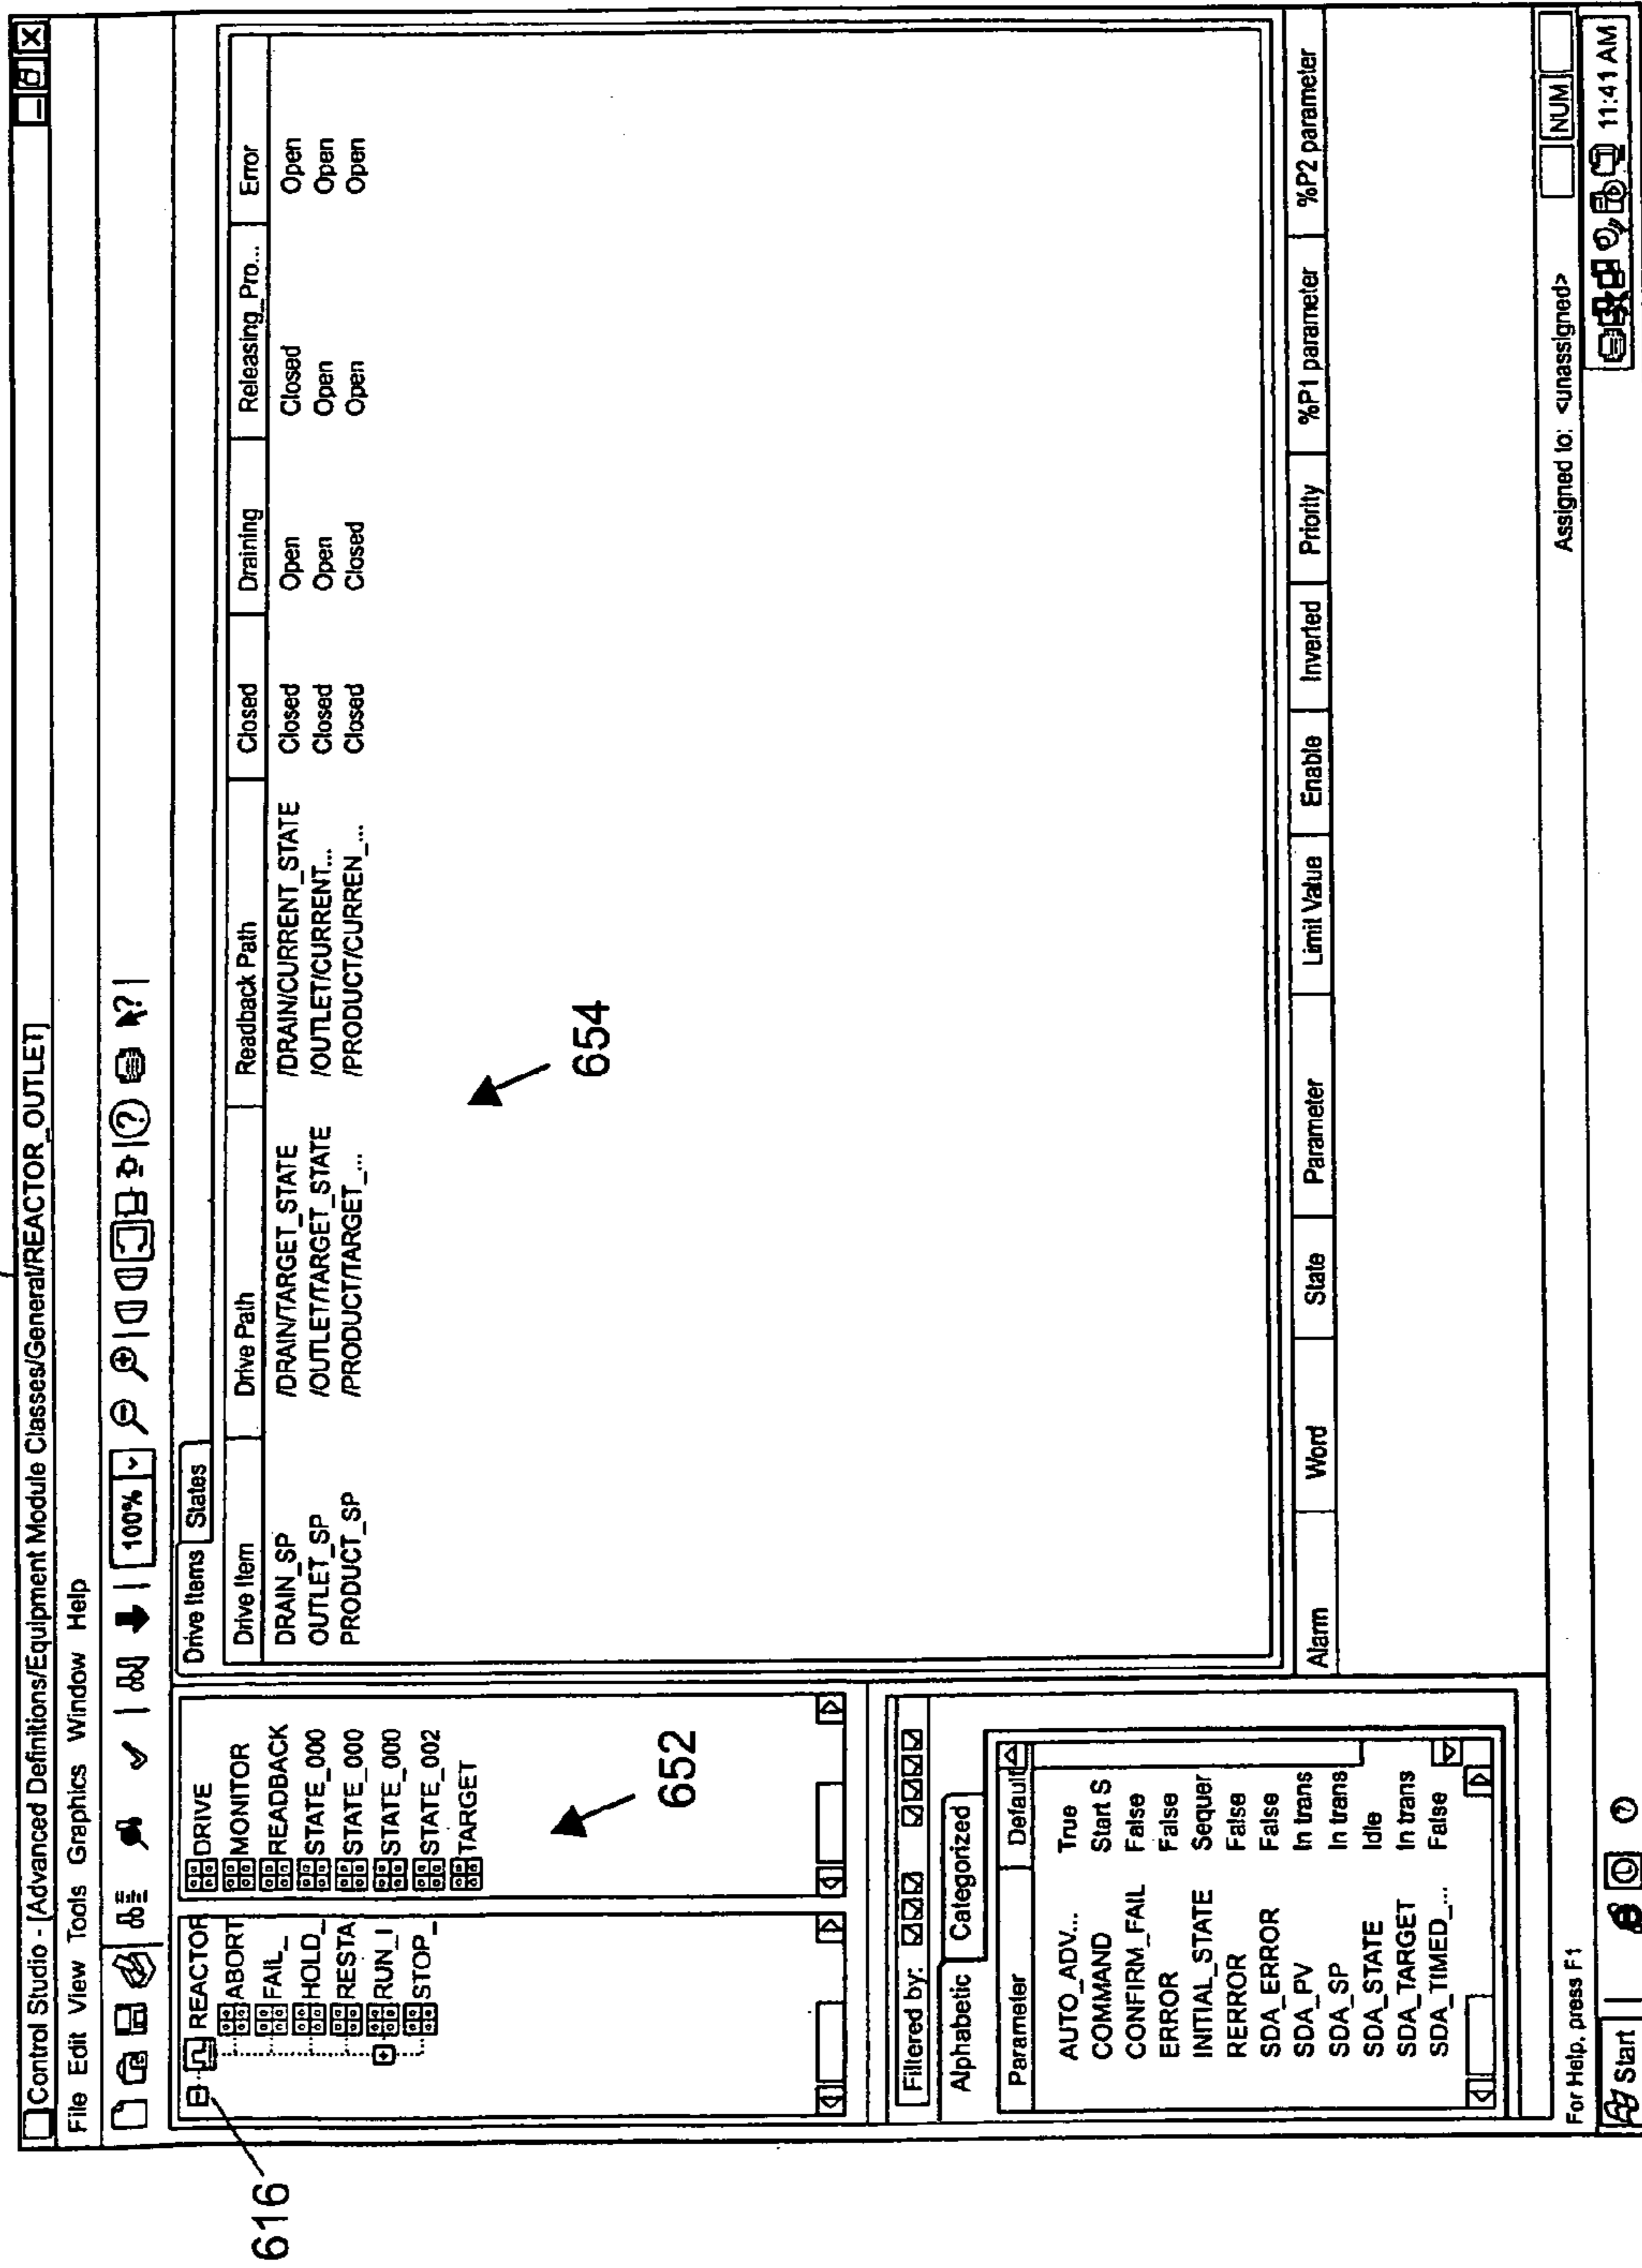 Control Studio - [Advanced Definitions/Equipment Module Classes/General/REACTOR_OUTLET]
File Edit View Tools Graphics Window Help
100%
616
REACTOR
ABORT
FAIL_
HOLD_
RESTA
RUN_I
STOP_
DRIVE
MONITOR
READBACK
STATE_000
STATE_000
STATE_000
STATE_002
TARGET
652
Drive Items States
Drive Item Drive Path Readback Path Closed Draining Releasing_Pro... Error
DRAIN_SP /DRAIN/TARGET_STATE /DRAIN/CURRENT_STATE Closed Open Closed Open
OUTLET_SP /OUTLET/TARGET_STATE /OUTLET/CURRENT... Closed Open Open Open
PRODUCT_SP /PRODUCT/TARGET_... /PRODUCT/CURREN_... Closed Closed Open Open
654
Filtered by:
Alphabetic Categorized
Parameter Default
AUTO_ADV... True
COMMAND Start S
CONFIRM_FAIL False
ERROR False
INITIAL_STATE Sequer
RERROR False
SDA_ERROR False
SDA_PV In trans
SDA_SP In trans
SDA_STATE Idle
SDA_TARGET In trans
SDA_TIMED_... False
Alarm Word State Parameter Limit Value Enable Inverted Priority %P1 parameter %P2 parameter
For Help, press F1 Assigned to: <unassigned> NUM
Start 11:41 AM